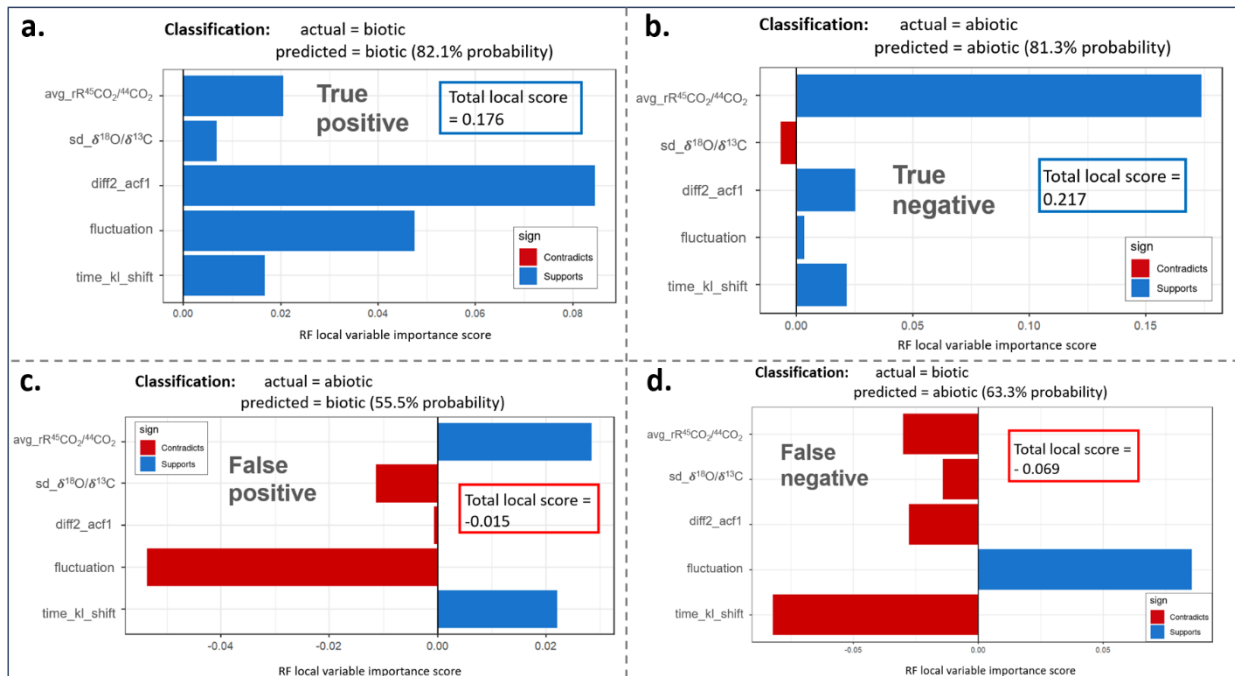 a.
Classification: actual = biotic
predicted = biotic (82.1% probability)
avg_rR⁴⁵CO₂/⁴⁴CO₂
sd_δ¹⁸O/δ¹³C
diff2_acf1
fluctuation
time_kl_shift
True
positive
Total local score
= 0.176
sign
Contradicts
Supports
0.00 0.02 0.04 0.06 0.08
RF local variable importance score
b.
Classification: actual = abiotic
predicted = abiotic (81.3% probability)
avg_rR⁴⁵CO₂/⁴⁴CO₂
sd_δ¹⁸O/δ¹³C
diff2_acf1
fluctuation
time_kl_shift
True
negative
Total local score =
0.217
sign
Contradicts
Supports
0.00 0.05 0.10 0.15
RF local variable importance score
c.
Classification: actual = abiotic
predicted = biotic (55.5% probability)
avg_rR⁴⁵CO₂/⁴⁴CO₂
sd_δ¹⁸O/δ¹³C
diff2_acf1
fluctuation
time_kl_shift
sign
Contradicts
Supports
False
positive
Total local score =
-0.015
-0.04 -0.02 0.00 0.02
RF local variable importance score
d.
Classification: actual = biotic
predicted = abiotic (63.3% probability)
avg_rR⁴⁵CO₂/⁴⁴CO₂
sd_δ¹⁸O/δ¹³C
diff2_acf1
fluctuation
time_kl_shift
False
negative
Total local score =
- 0.069
sign
Contradicts
Supports
-0.05 0.00 0.05
RF local variable importance score